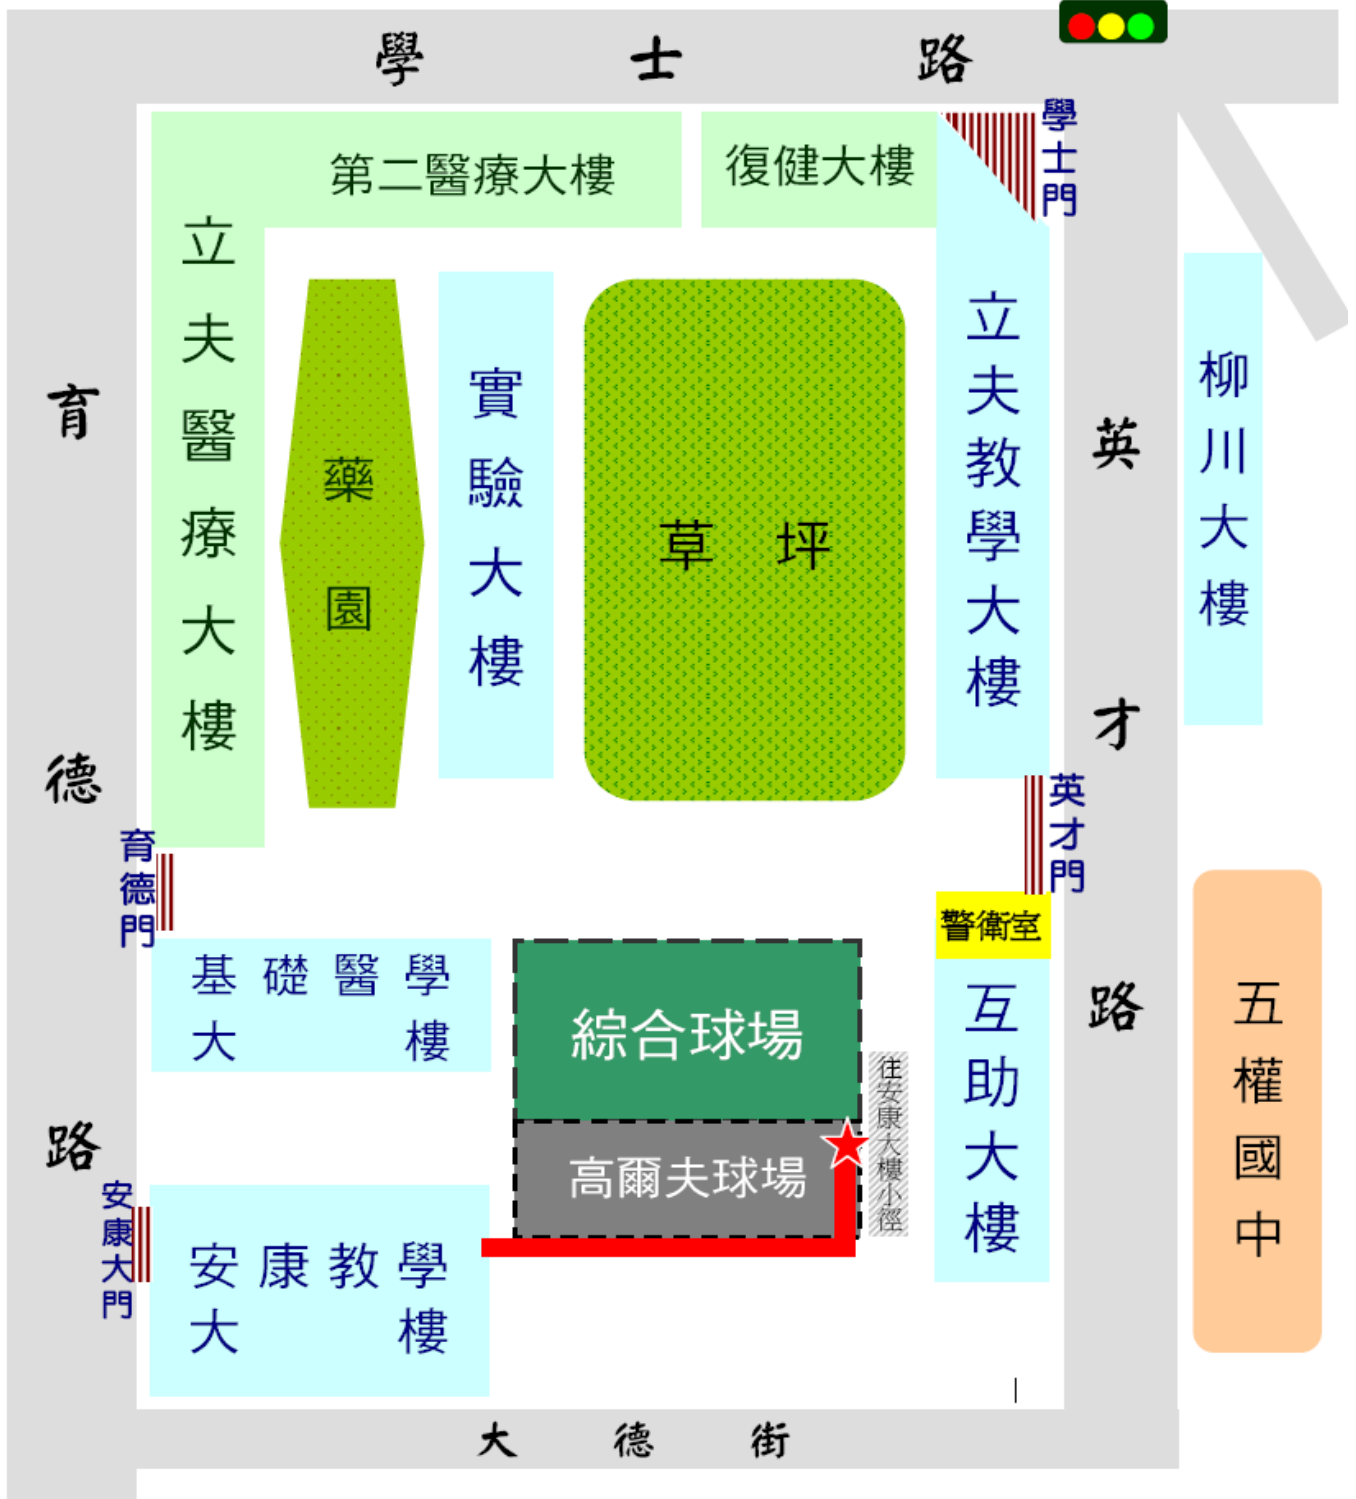 學士路
學士門
第二醫療大樓
復健大樓
立夫醫療大樓
藥園
實驗大樓
草坪
立夫教學大樓
柳川大樓
育德路
英才路
育德門
英才門
警衛室
基礎醫學
大樓
綜合球場
往安康大樓小徑
互助大樓
五權國中
高爾夫球場
安康大門
安康教學
大樓
大德街